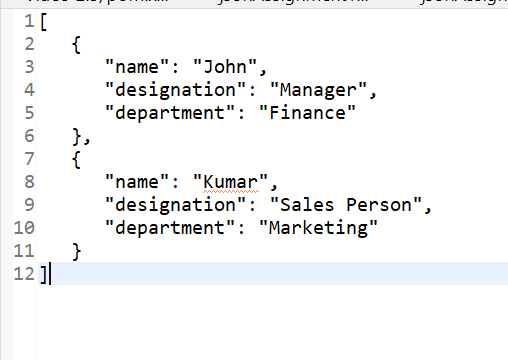 1 [
2    {
3       "name": "John",
4       "designation": "Manager",
5       "department": "Finance"
6    },
7    {
8       "name": "Kumar",
9       "designation": "Sales Person",
10       "department": "Marketing"
11    }
12 ]